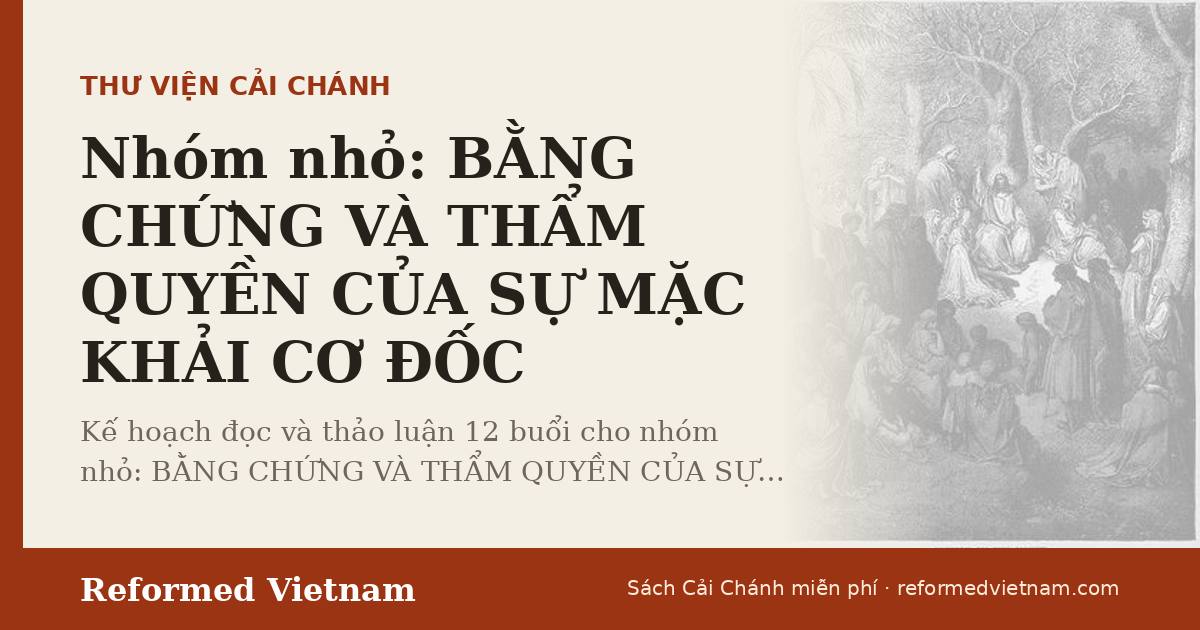 THƯ VIỆN CẢI CHÁNH
Nhóm nhỏ: BẰNG
CHỨNG VÀ THẨM
QUYỀN CỦA SỰ MẶC
KHẢI CƠ ĐỐC
Kế hoạch đọc và thảo luận 12 buổi cho nhóm
nhỏ: BẰNG CHỨNG VÀ THẨM QUYỀN CỦA SỰ...
Reformed Vietnam
Sách Cải Chánh miễn phí · reformedvietnam.com